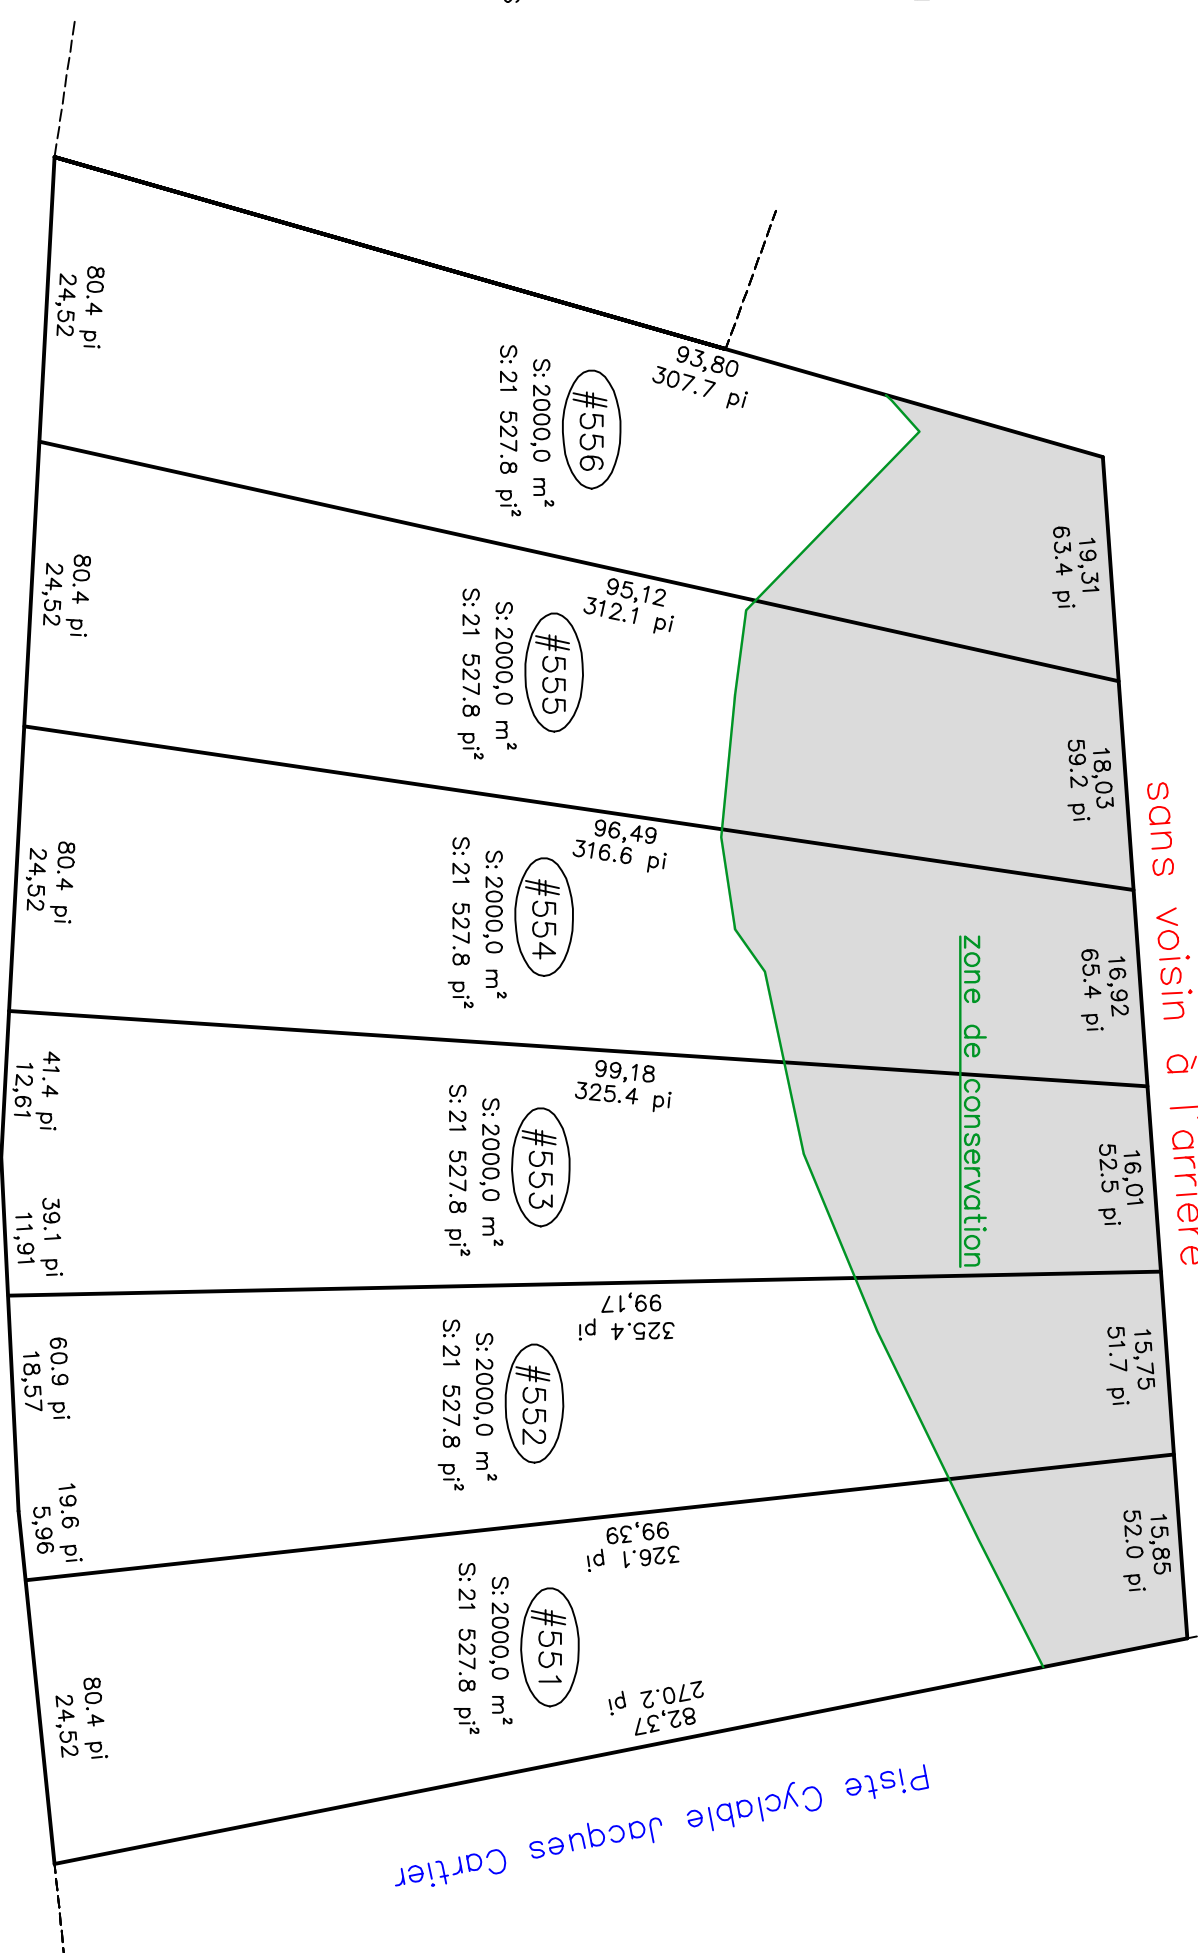 80.4 pi
24,52
93,80
307.7 pi
#556
S: 2000,0 m²
S: 21 527.8 pi²
19,31
63.4 pi
80.4 pi
24,52
95,12
312.1 pi
#555
S: 2000,0 m²
S: 21 527.8 pi²
18,03
59.2 pi
80.4 pi
24,52
96,49
316.6 pi
#554
S: 2000,0 m²
S: 21 527.8 pi²
16,92
65.4 pi
41.4 pi
12,61
39.1 pi
11,91
99,18
325.4 pi
#553
S: 2000,0 m²
S: 21 527.8 pi²
16,01
52.5 pi
60.9 pi
18,57
19.6 pi
5,96
99,17
325.4 pi
#552
S: 2000,0 m²
S: 21 527.8 pi²
15,75
51.7 pi
80.4 pi
24,52
99,39
326.1 pi
#551
S: 2000,0 m²
S: 21 527.8 pi²
15,85
52.0 pi
82,37
270.2 pi
zone de conservation
sans voisin à l'arrière
Piste Cyclable Jacques Cartier